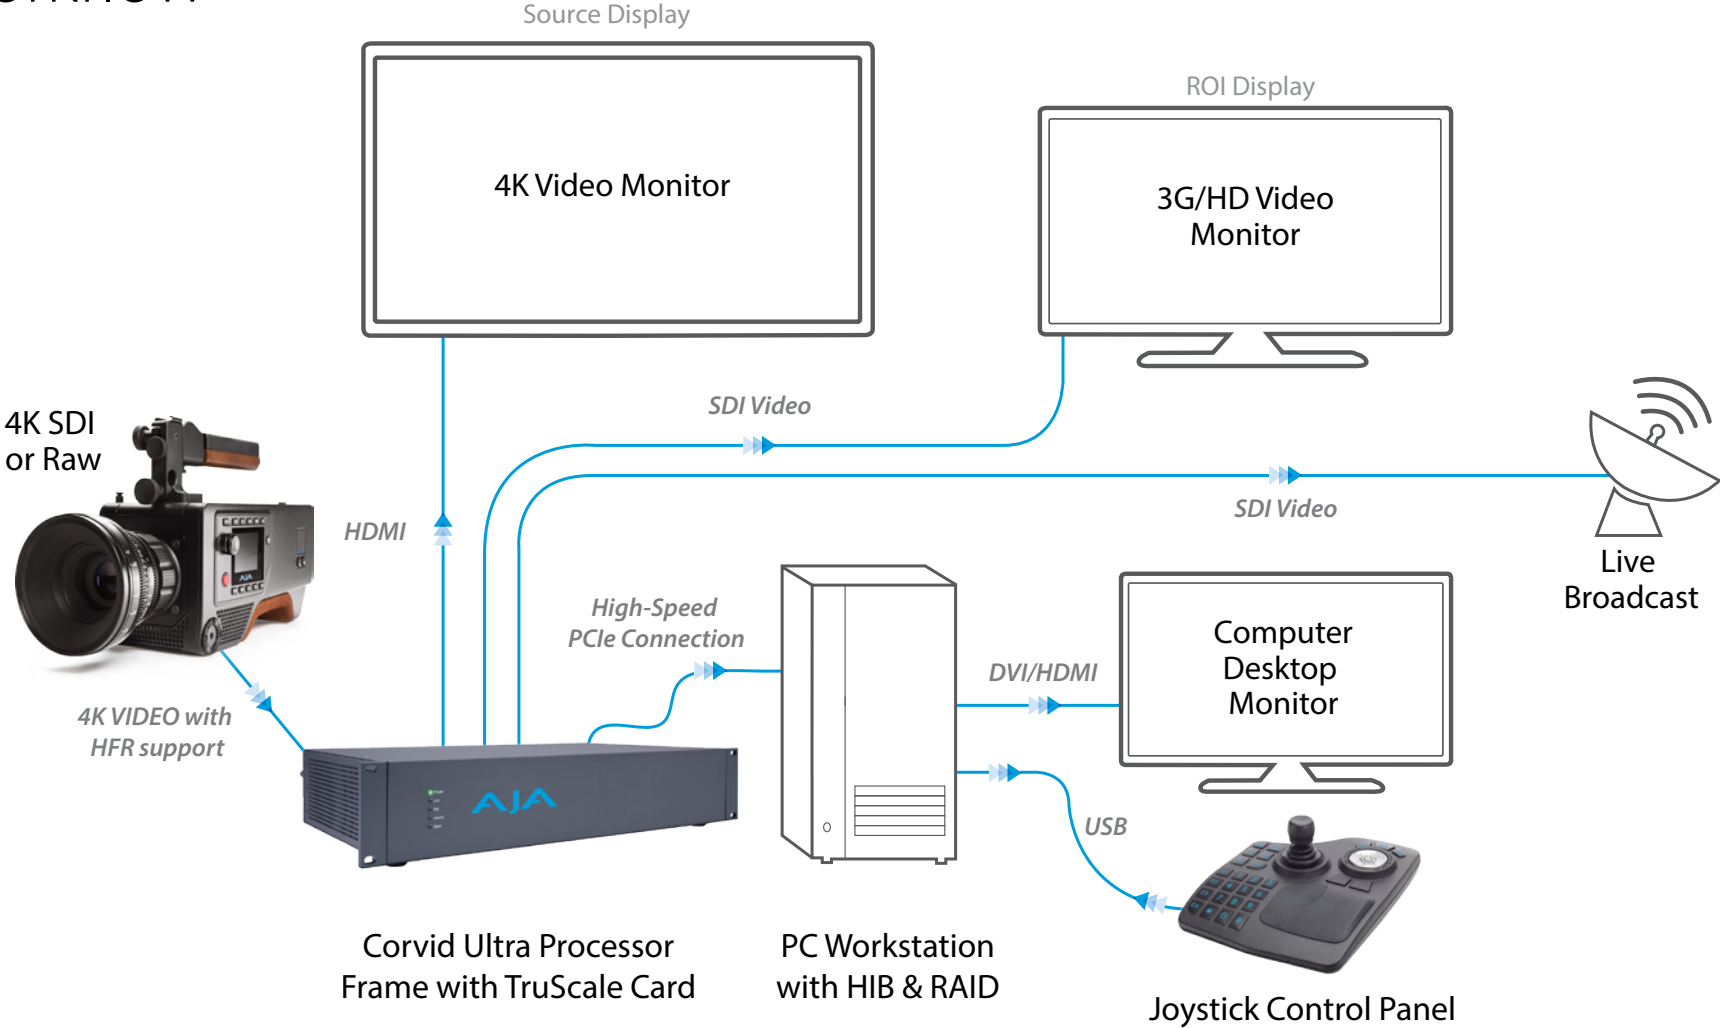 Source Display
ROI Display
4K Video Monitor
3G/HD Video
Monitor
SDI Video
4K SDI
or Raw
HDMI
SDI Video
AJA
Live
Broadcast
High-Speed
PCIe Connection
DVI/HDMI
Computer
Desktop
Monitor
4K VIDEO with
HFR support
AJA
USB
Corvid Ultra Processor
Frame with TruScale Card
PC Workstation
with HIB & RAID
Joystick Control Panel